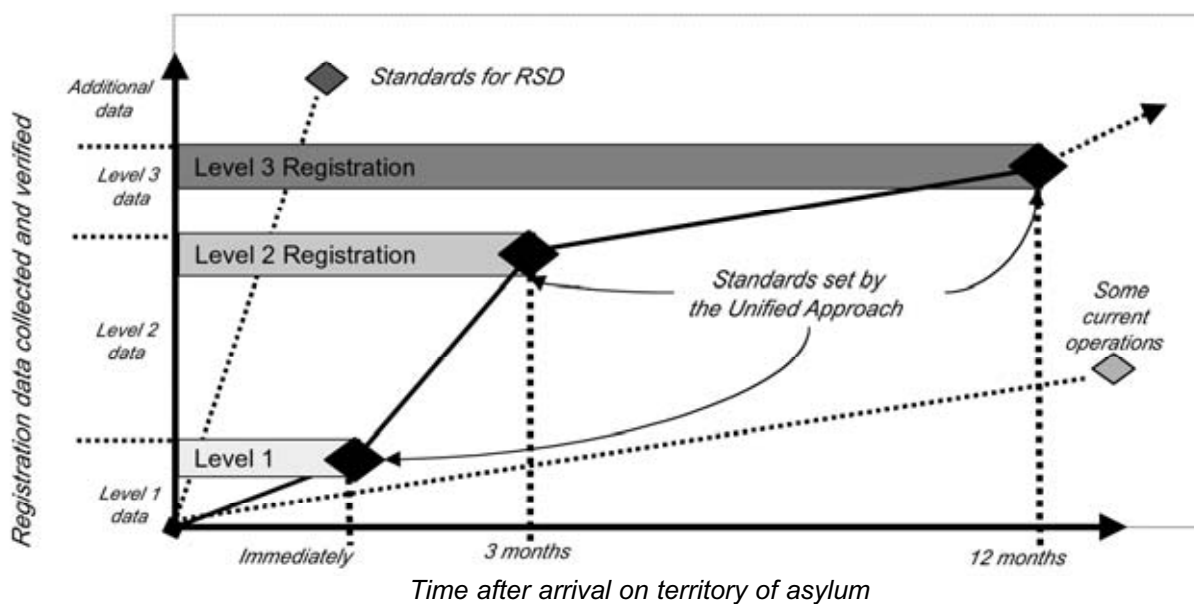 Registration data collected and verified
Additional
data
Level 3
data
Level 2
data
Level 1
data
Standards for RSD
Level 3 Registration
Level 2 Registration
Level 1
Standards set by
the Unified Approach
Some
current
operations
Immediately
3 months
12 months
Time after arrival on territory of asylum